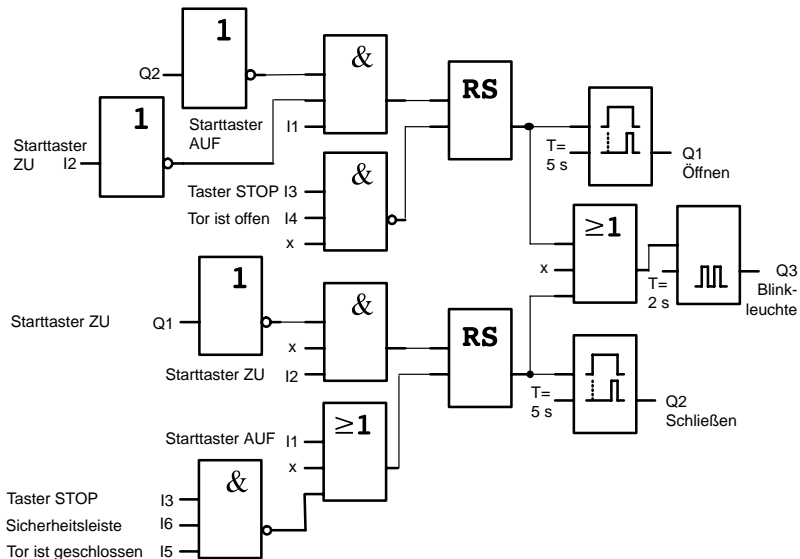 1
&
Q2
RS
1
Starttaster
AUF
I1
Starttaster
ZU
I2
T=
5 s
Q1
Öffnen
&
Taster STOP I3
Tor ist offen I4
x
≥1
x
T=
2 s
Q3
Blink-
leuchte
1
&
RS
Starttaster ZU
Q1
x
Starttaster ZU I2
T=
5 s
Q2
Schließen
≥1
Starttaster AUF I1
x
&
Taster STOP I3
Sicherheitsleiste I6
Tor ist geschlossen I5